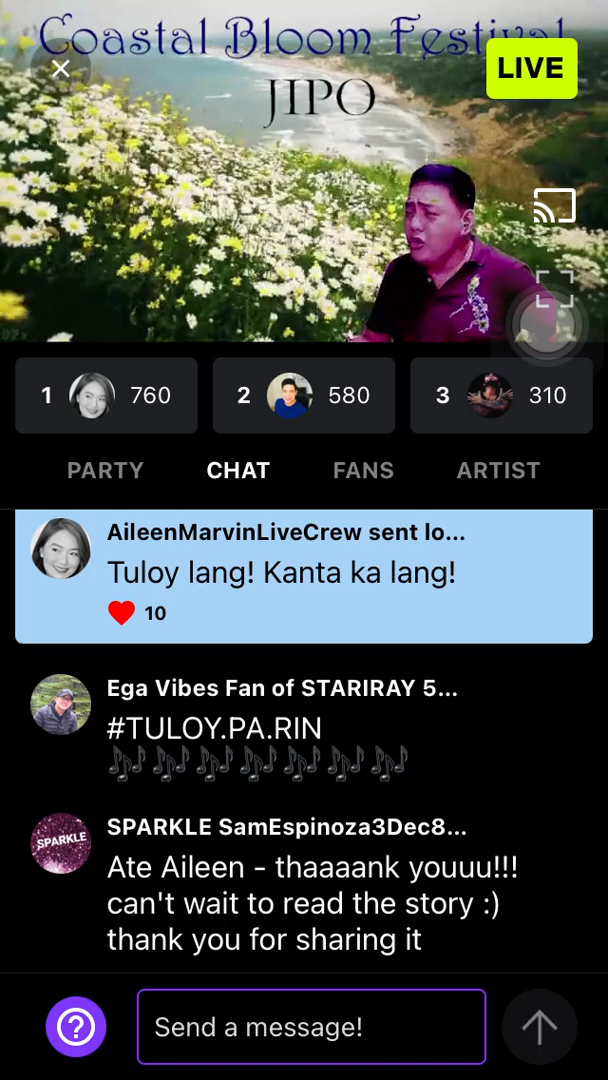 Coastal Bloom Festival
JIPO
LIVE
1 760
2 580
3 310
PARTY CHAT FANS ARTIST
AileenMarvinLiveCrew sent lo...
Tuloy lang! Kanta ka lang!
10
Ega Vibes Fan of STARIRAY 5...
#TULOY.PA.RIN
SPARKLE
SPARKLE SamEspinoza3Dec8...
Ate Aileen - thaaaank youuu!!!
can't wait to read the story :)
thank you for sharing it
Send a message!